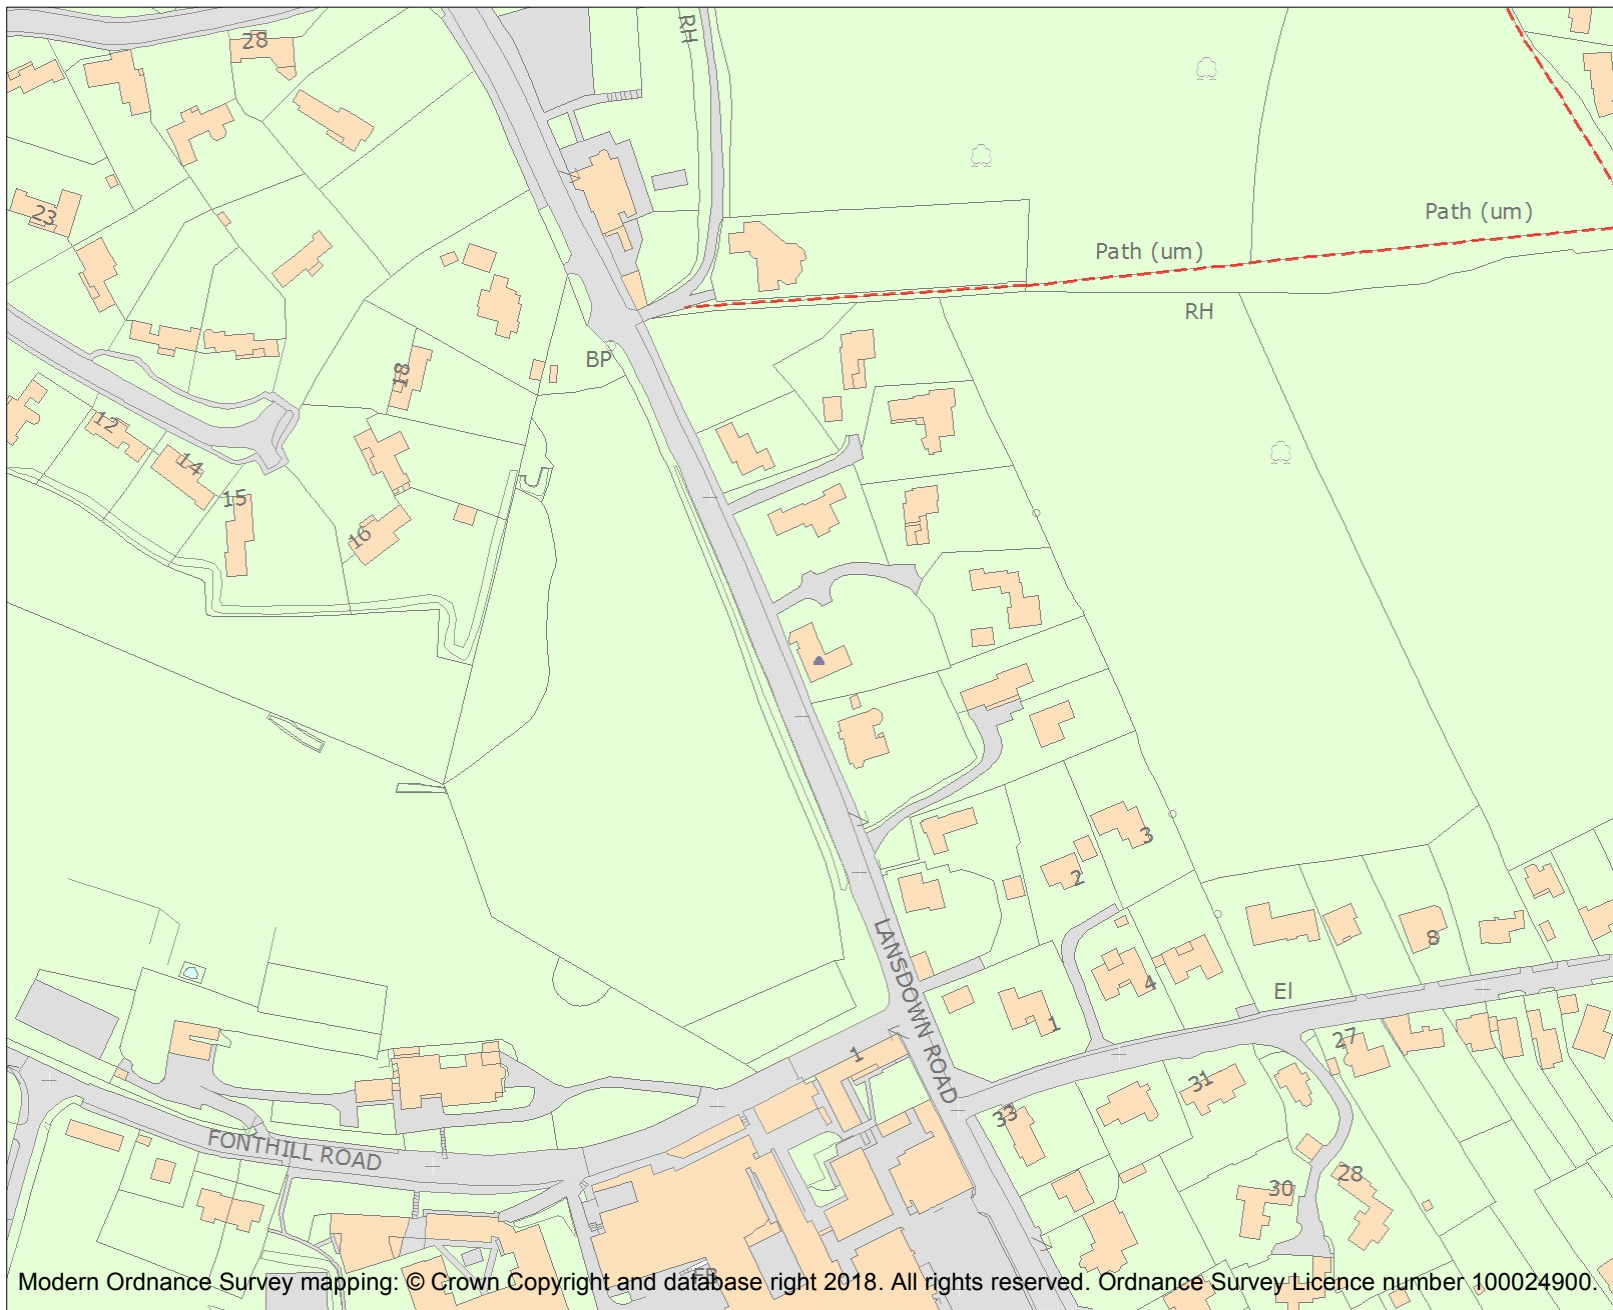 RH
28
23
Path (um)
Path (um)
RH
BP
18
12
14
15
16
3
2
8
4
El
LANSDOWN ROAD
1
1
27
31
33
FONTHILL ROAD
28
30
FB
Modern Ordnance Survey mapping: © Crown Copyright and database right 2018. All rights reserved. Ordnance Survey Licence number 100024900.